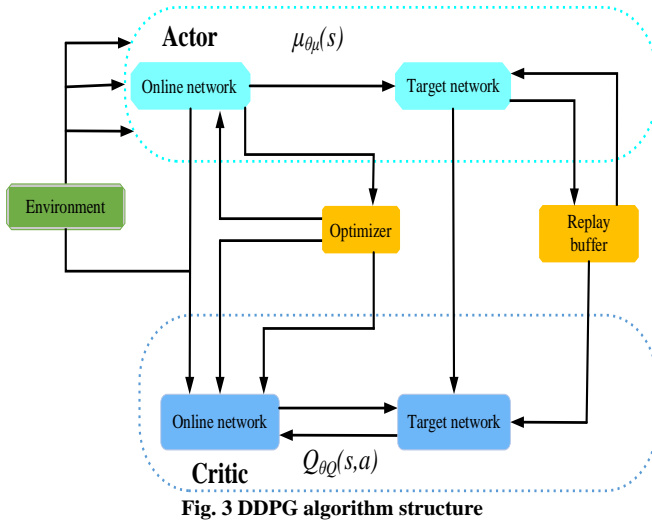 Actor
μθμ(s)
Online network
Target network
Environment
Optimizer
Replay
buffer
Online network
Target network
Critic
QθQ(s,a)
Fig. 3 DDPG algorithm structure